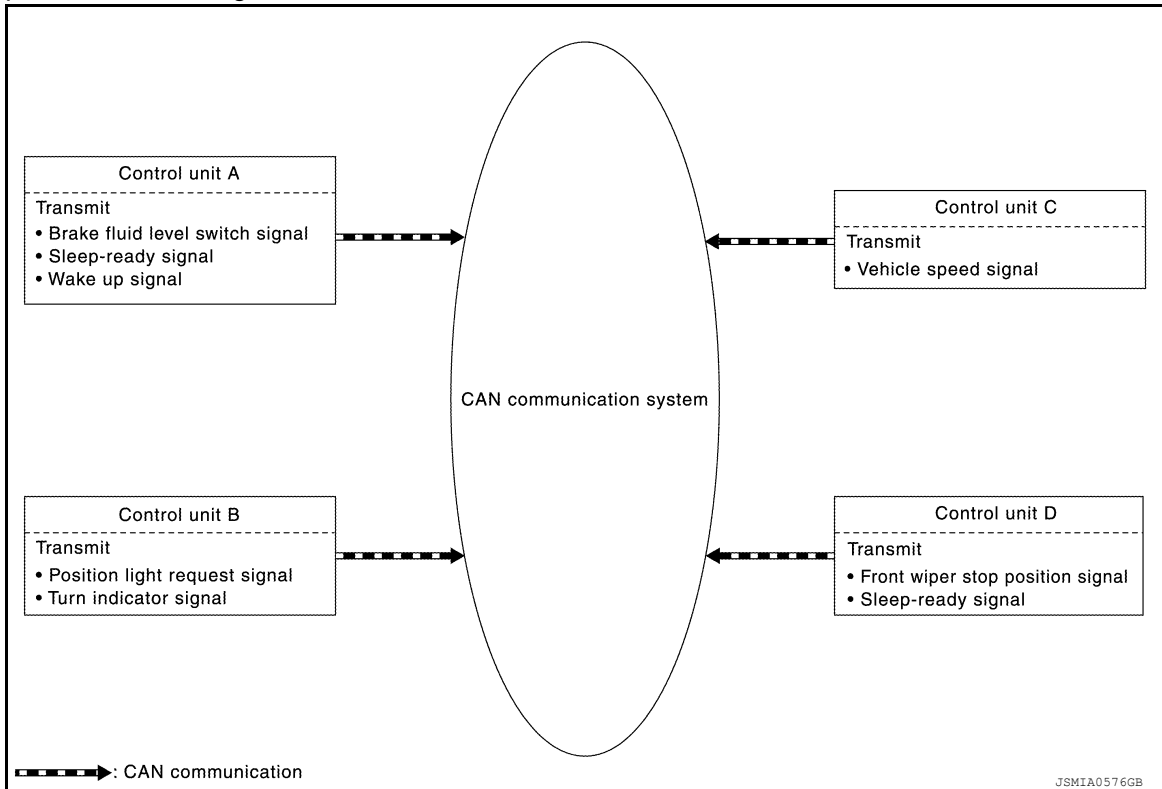 Control unit A
Transmit
• Brake fluid level switch signal
• Sleep-ready signal
• Wake up signal
Control unit C
Transmit
• Vehicle speed signal
CAN communication system
Control unit B
Transmit
• Position light request signal
• Turn indicator signal
Control unit D
Transmit
• Front wiper stop position signal
• Sleep-ready signal
: CAN communication
JSMIA0576GB